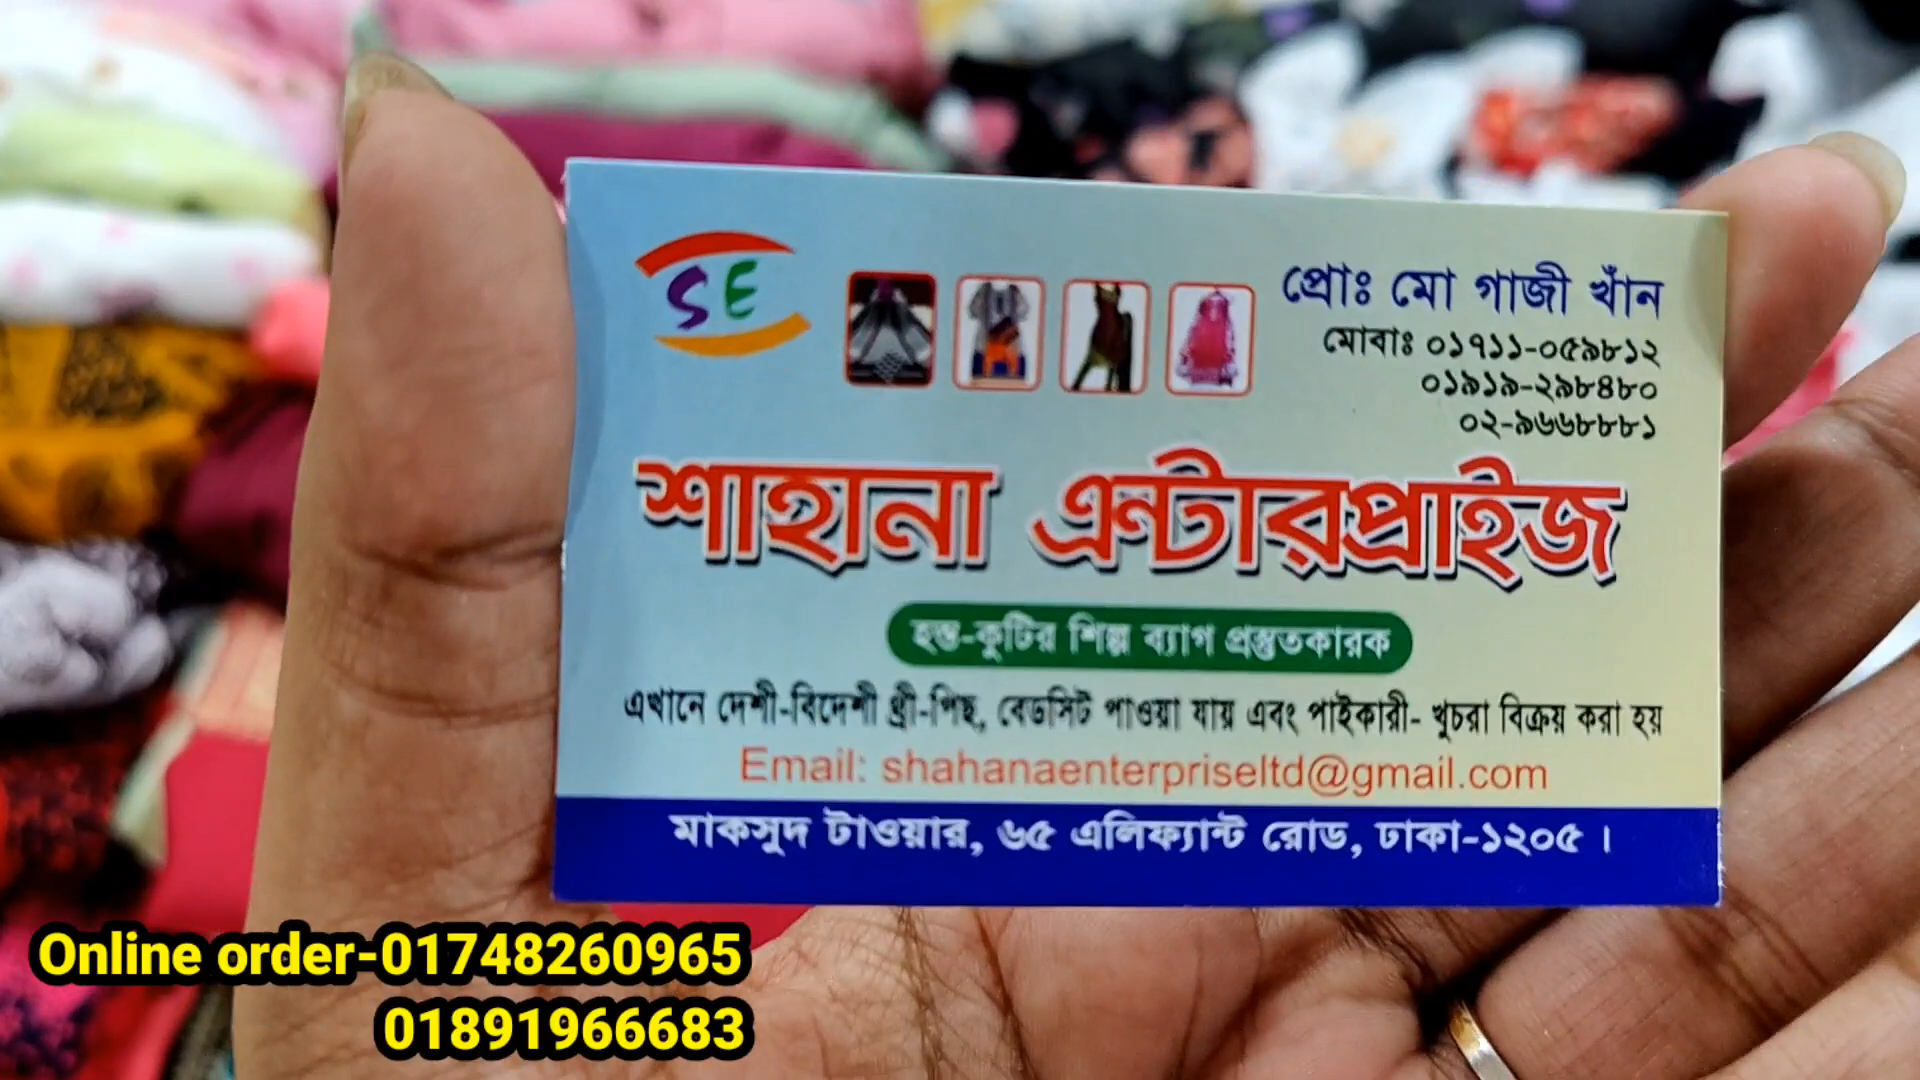 SE
প্রোঃ মো গাজী খাঁন
মোবাঃ ০১৭১১-০৫৯৮১২
০১৯১৯-২৯৮৪৮০
০২-৯৬৬৮৮৮১
শাহানা এন্টারপ্রাইজ
হস্ত-কুটির শিল্প ব্যাগ প্রস্তুতকারক
এখানে দেশী-বিদেশী থ্রী-পিছ, বেডসিট পাওয়া যায় এবং পাইকারী- খুচরা বিক্রয় করা হয়
Email: shahanaenterpriseltd@gmail.com
মাকসুদ টাওয়ার, ৬৫ এলিফ্যান্ট রোড, ঢাকা-১২০৫ ।
Online order-01748260965
01891966683